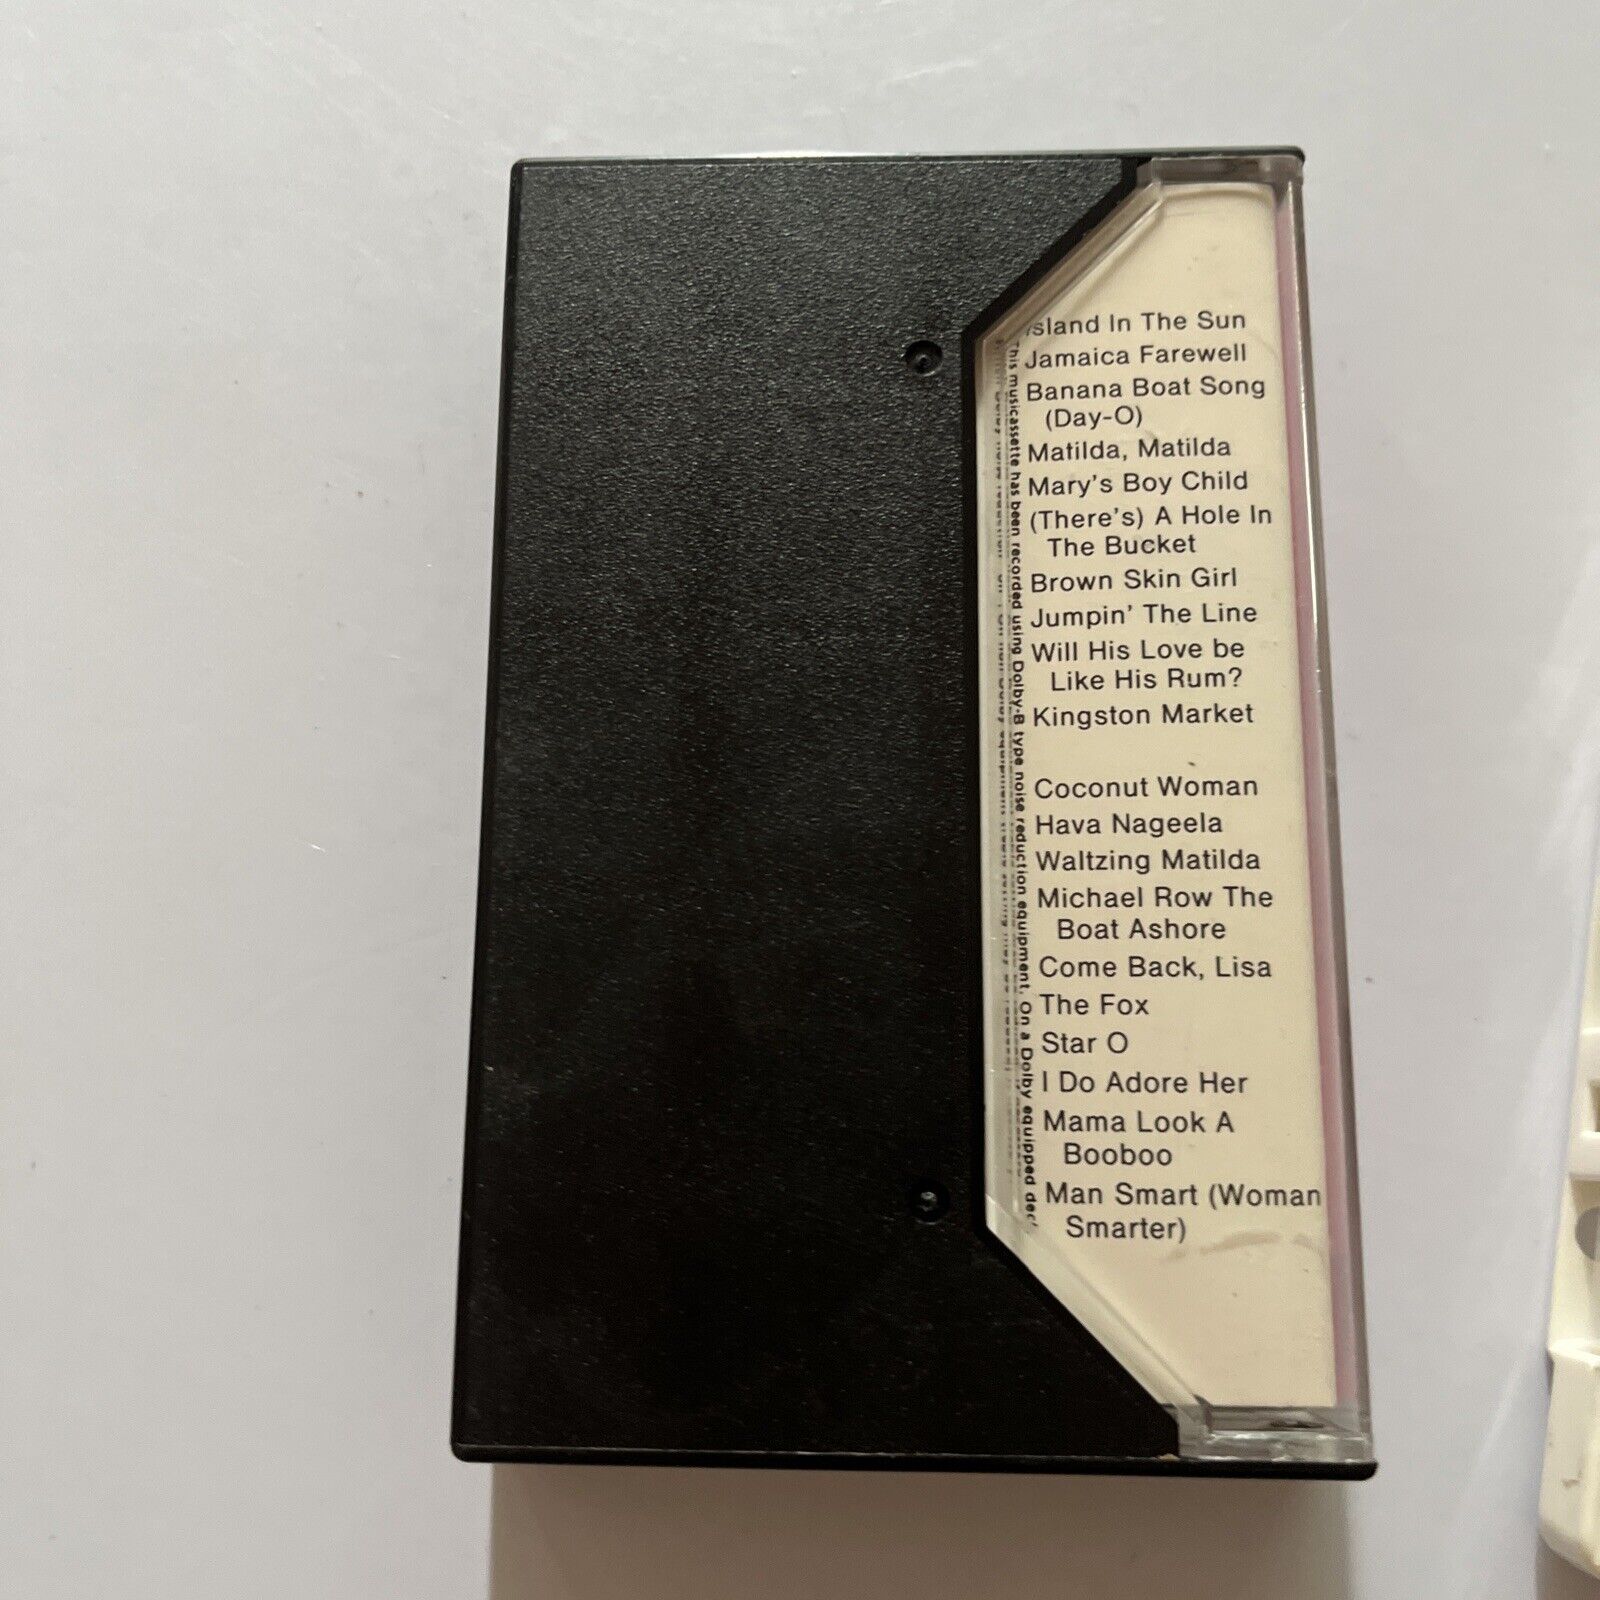 Island In The Sun
Jamaica Farewell
Banana Boat Song
(Day-O)
Matilda, Matilda
Mary's Boy Child
(There's) A Hole In
The Bucket
Brown Skin Girl
Jumpin' The Line
Will His Love be
Like His Rum?
Kingston Market
Coconut Woman
Hava Nageela
Waltzing Matilda
Michael Row The
Boat Ashore
Come Back, Lisa
The Fox
Star O
I Do Adore Her
Mama Look A
Booboo
Man Smart (Woman
Smarter)
This musicassette has been recorded using Dolby-B type noise reduction equipment. On a Dolby equipped